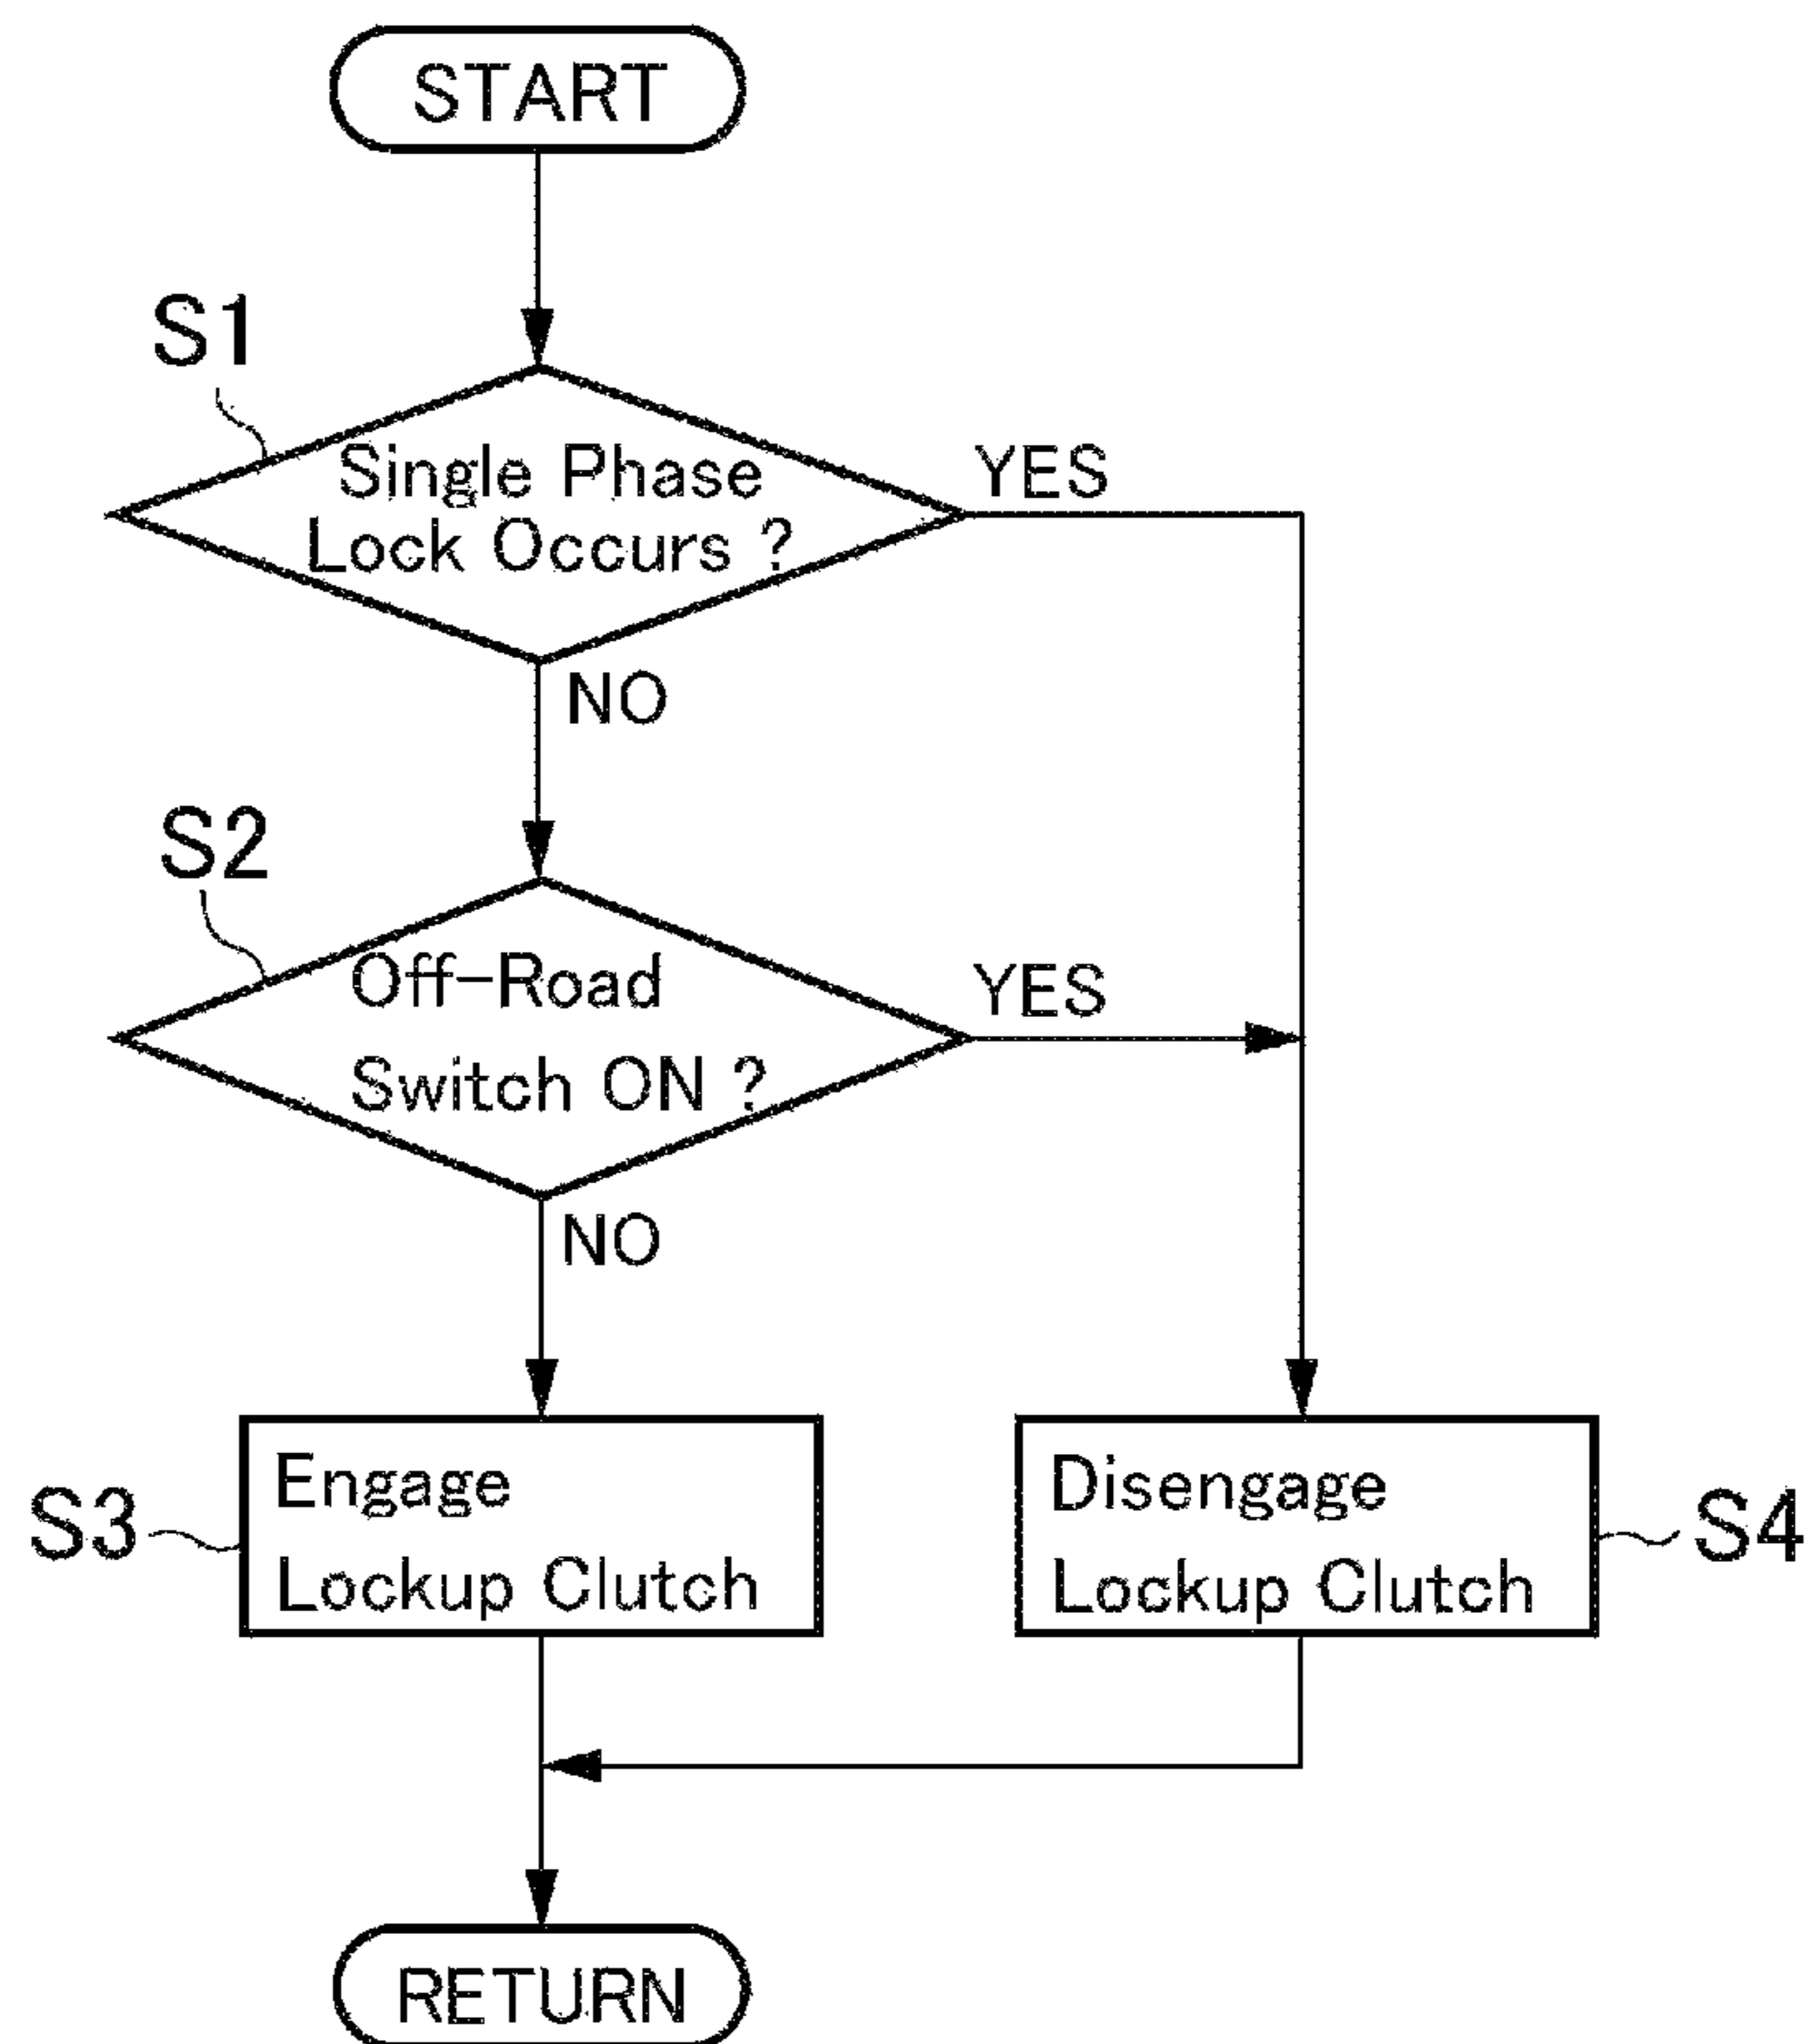 START
S1
Single Phase
Lock Occurs ?
YES
NO
S2
Off-Road
Switch ON ?
YES
NO
S3
Engage
Lockup Clutch
Disengage
Lockup Clutch
S4
RETURN